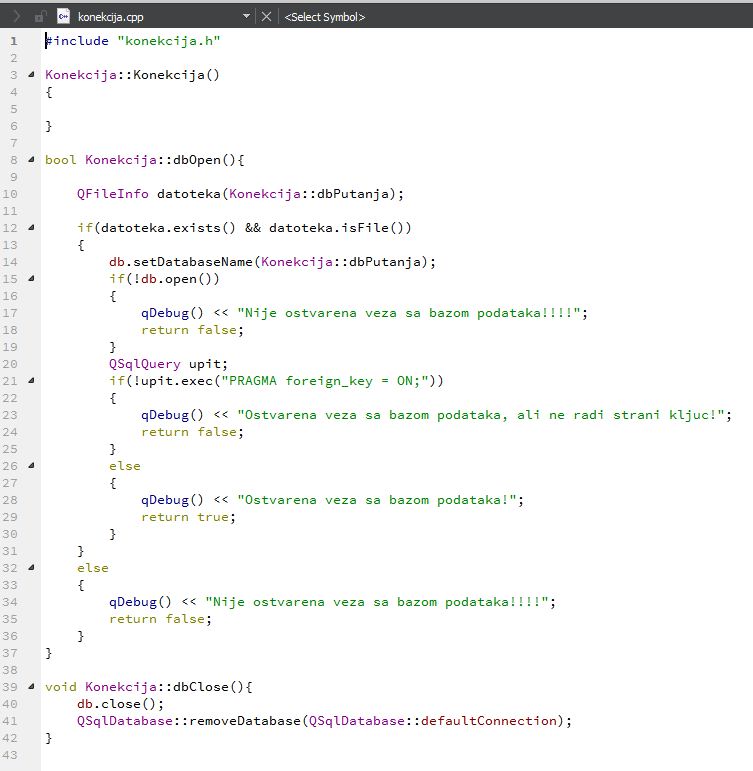 C++ konekcija.cpp <Select Symbol>
1 #include "konekcija.h"
2
3 Konekcija::Konekcija()
4 {
5
6 }
7
8 bool Konekcija::dbOpen(){
9
10 QFileInfo datoteka(Konekcija::dbPutanja);
11
12 if(datoteka.exists() && datoteka.isFile())
13 {
14 db.setDatabaseName(Konekcija::dbPutanja);
15 if(!db.open())
16 {
17 qDebug() << "Nije ostvarena veza sa bazom podataka!!!!";
18 return false;
19 }
20 QSqlQuery upit;
21 if(!upit.exec("PRAGMA foreign_key = ON;"))
22 {
23 qDebug() << "Ostvarena veza sa bazom podataka, ali ne radi strani kljuc!";
24 return false;
25 }
26 else
27 {
28 qDebug() << "Ostvarena veza sa bazom podataka!";
29 return true;
30 }
31 }
32 else
33 {
34 qDebug() << "Nije ostvarena veza sa bazom podataka!!!!";
35 return false;
36 }
37 }
38
39 void Konekcija::dbClose(){
40 db.close();
41 QSqlDatabase::removeDatabase(QSqlDatabase::defaultConnection);
42 }
43